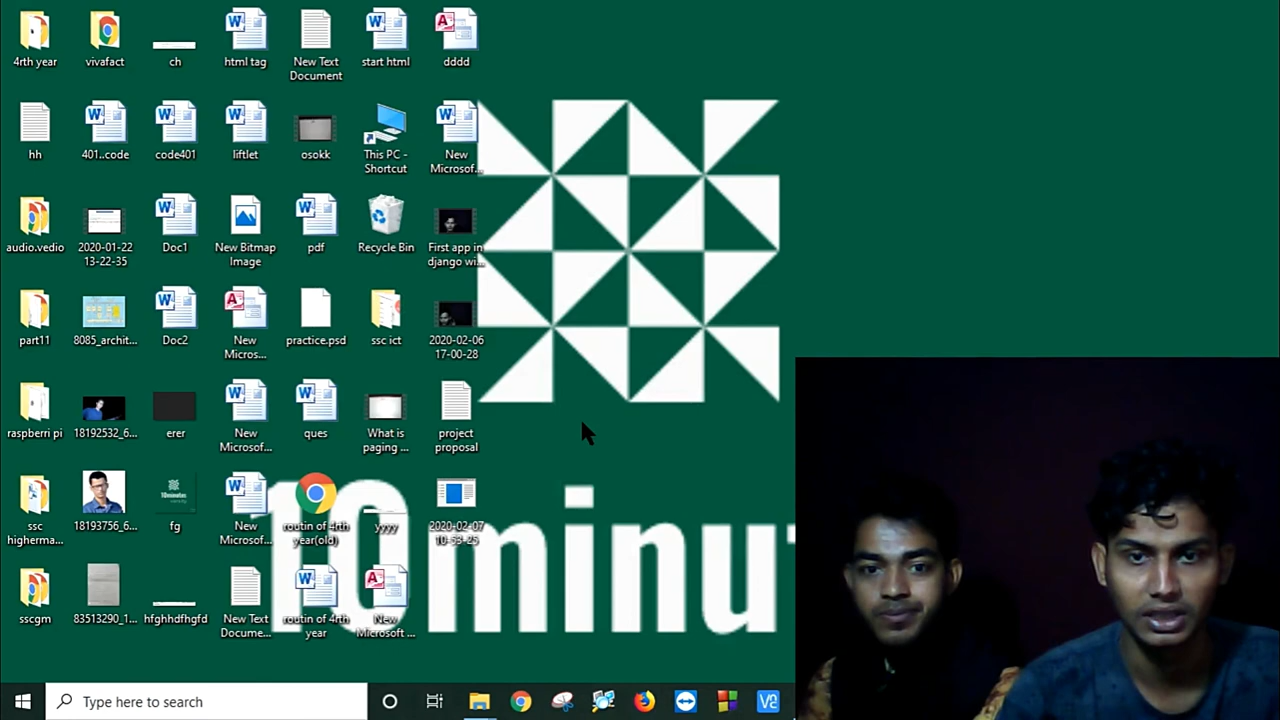 4rth year
vivafact
ch
html tag
New Text
Document
start html
dddd
hh
401..code
code401
liftlet
osokk
This PC -
Shortcut
New
Microsof...
audio.vedio
2020-01-22
13-22-35
Doc1
New Bitmap
Image
pdf
Recycle Bin
First app in
django wi...
part11
8085_archit...
Doc2
New
Micros...
practice.psd
ssc ict
2020-02-06
17-00-28
raspberri pi
18192532_6...
erer
New
Microsof...
ques
What is
paging ...
project
proposal
ssc
higherma...
18193756_6...
fg
New
Microsof...
routin of 4rth
year(old)
yyyy
2020-02-07
10-53-25
sscgm
83513290_1...
hfghhdfhgfd
New Text
Docume...
routin of 4rth
year
New
Microsoft ...
10minu
Type here to search